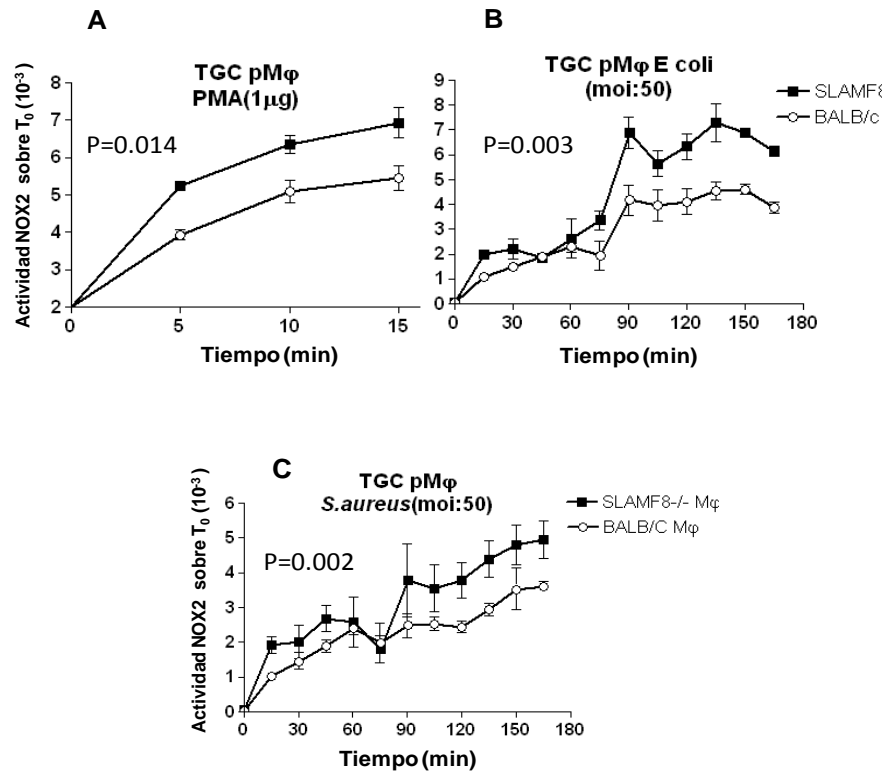 A
TGC pMφ
PMA(1µg)
P=0.014
Actividad NOX2 sobre T₀ (10⁻³)
8
7
6
5
4
3
2
0
5
10
15
Tiempo (min)
B
TGC pMφ E coli
(moi:50)
P=0.003
SLAMF8
BALB/c
9
8
7
6
5
4
3
2
1
0
0
30
60
90
120
150
180
Tiempo (min)
C
TGC pMφ
S.aureus(moi:50)
P=0.002
SLAMF8-/- Mφ
BALB/C Mφ
Actividad NOX2 sobre T₀ (10⁻³)
6
5
4
3
2
1
0
0
30
60
90
120
150
180
Tiempo (min)